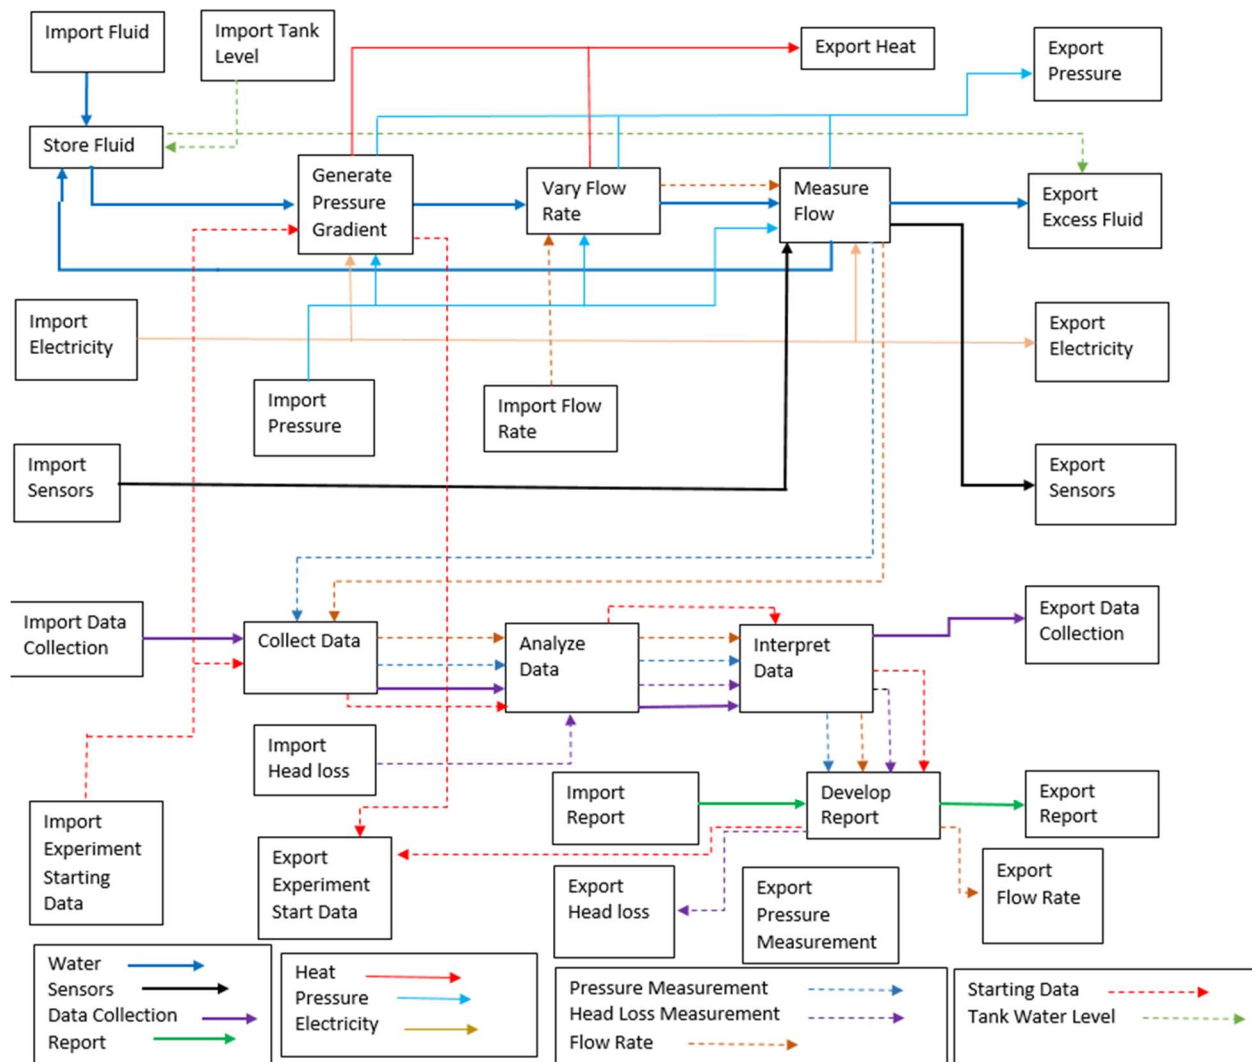 Import Fluid
Import Tank
Level
Export Heat
Export
Pressure
Store Fluid
Generate
Pressure
Gradient
Vary Flow
Rate
Measure
Flow
Export
Excess Fluid
Import
Electricity
Export
Electricity
Import
Pressure
Import Flow
Rate
Import
Sensors
Export
Sensors
Import Data
Collection
Collect Data
Analyze
Data
Interpret
Data
Export Data
Collection
Import
Head loss
Import
Report
Develop
Report
Export
Report
Import
Experiment
Starting
Data
Export
Experiment
Start Data
Export
Head loss
Export
Pressure
Measurement
Export
Flow Rate
Water
Sensors
Data Collection
Report
Heat
Pressure
Electricity
Pressure Measurement
Head Loss Measurement
Flow Rate
Starting Data
Tank Water Level